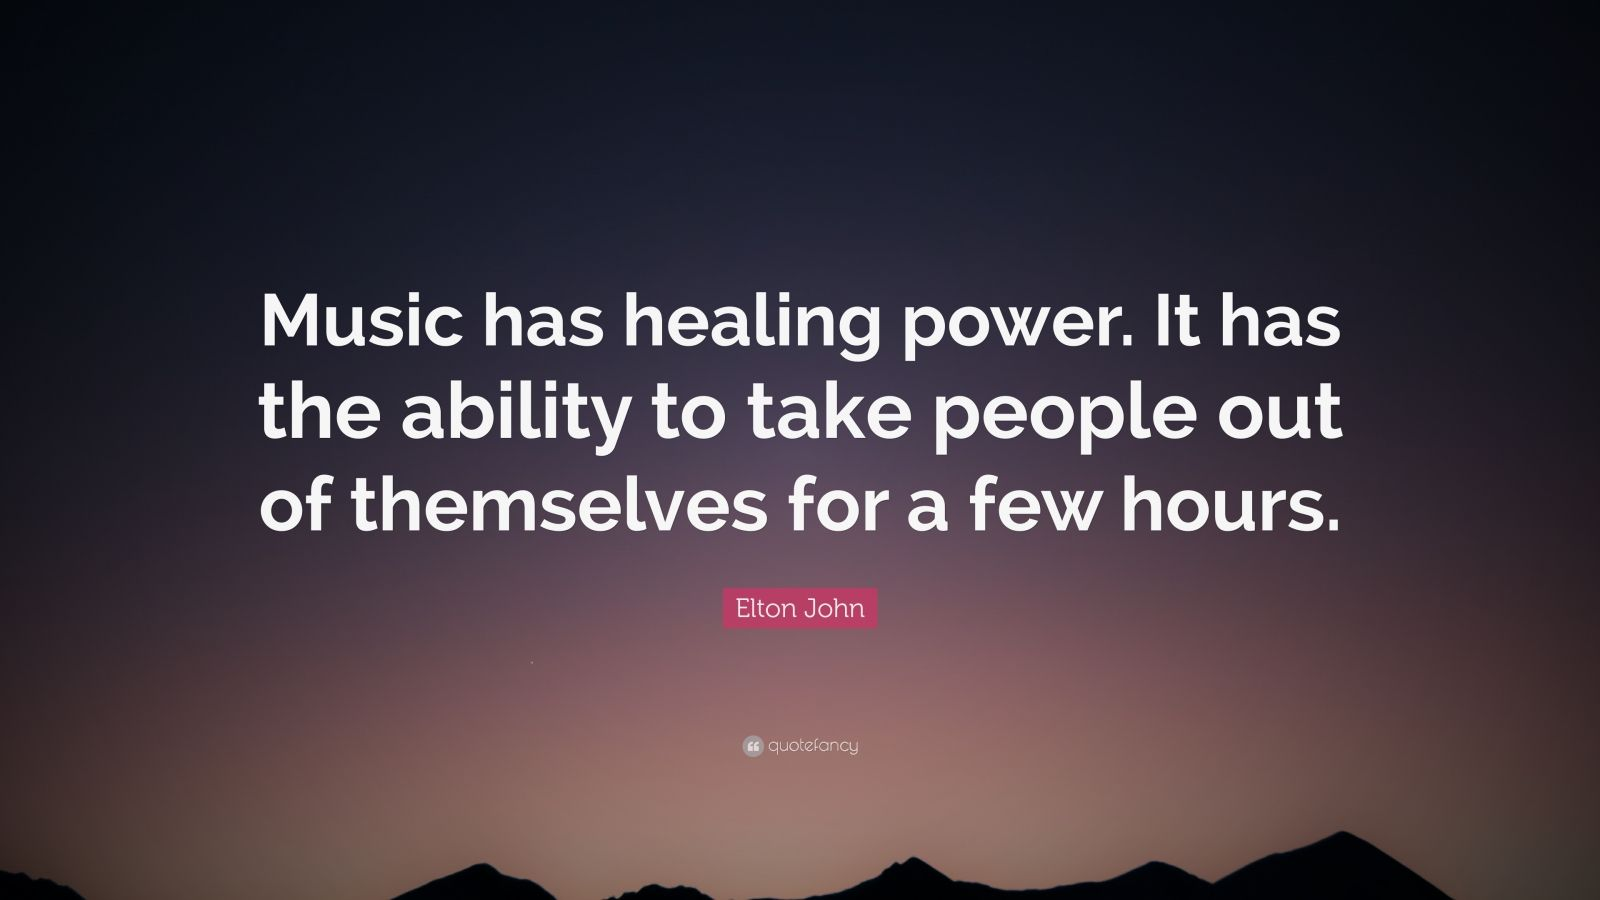 Music has healing power. It has
the ability to take people out
of themselves for a few hours.
Elton John
quotefancy